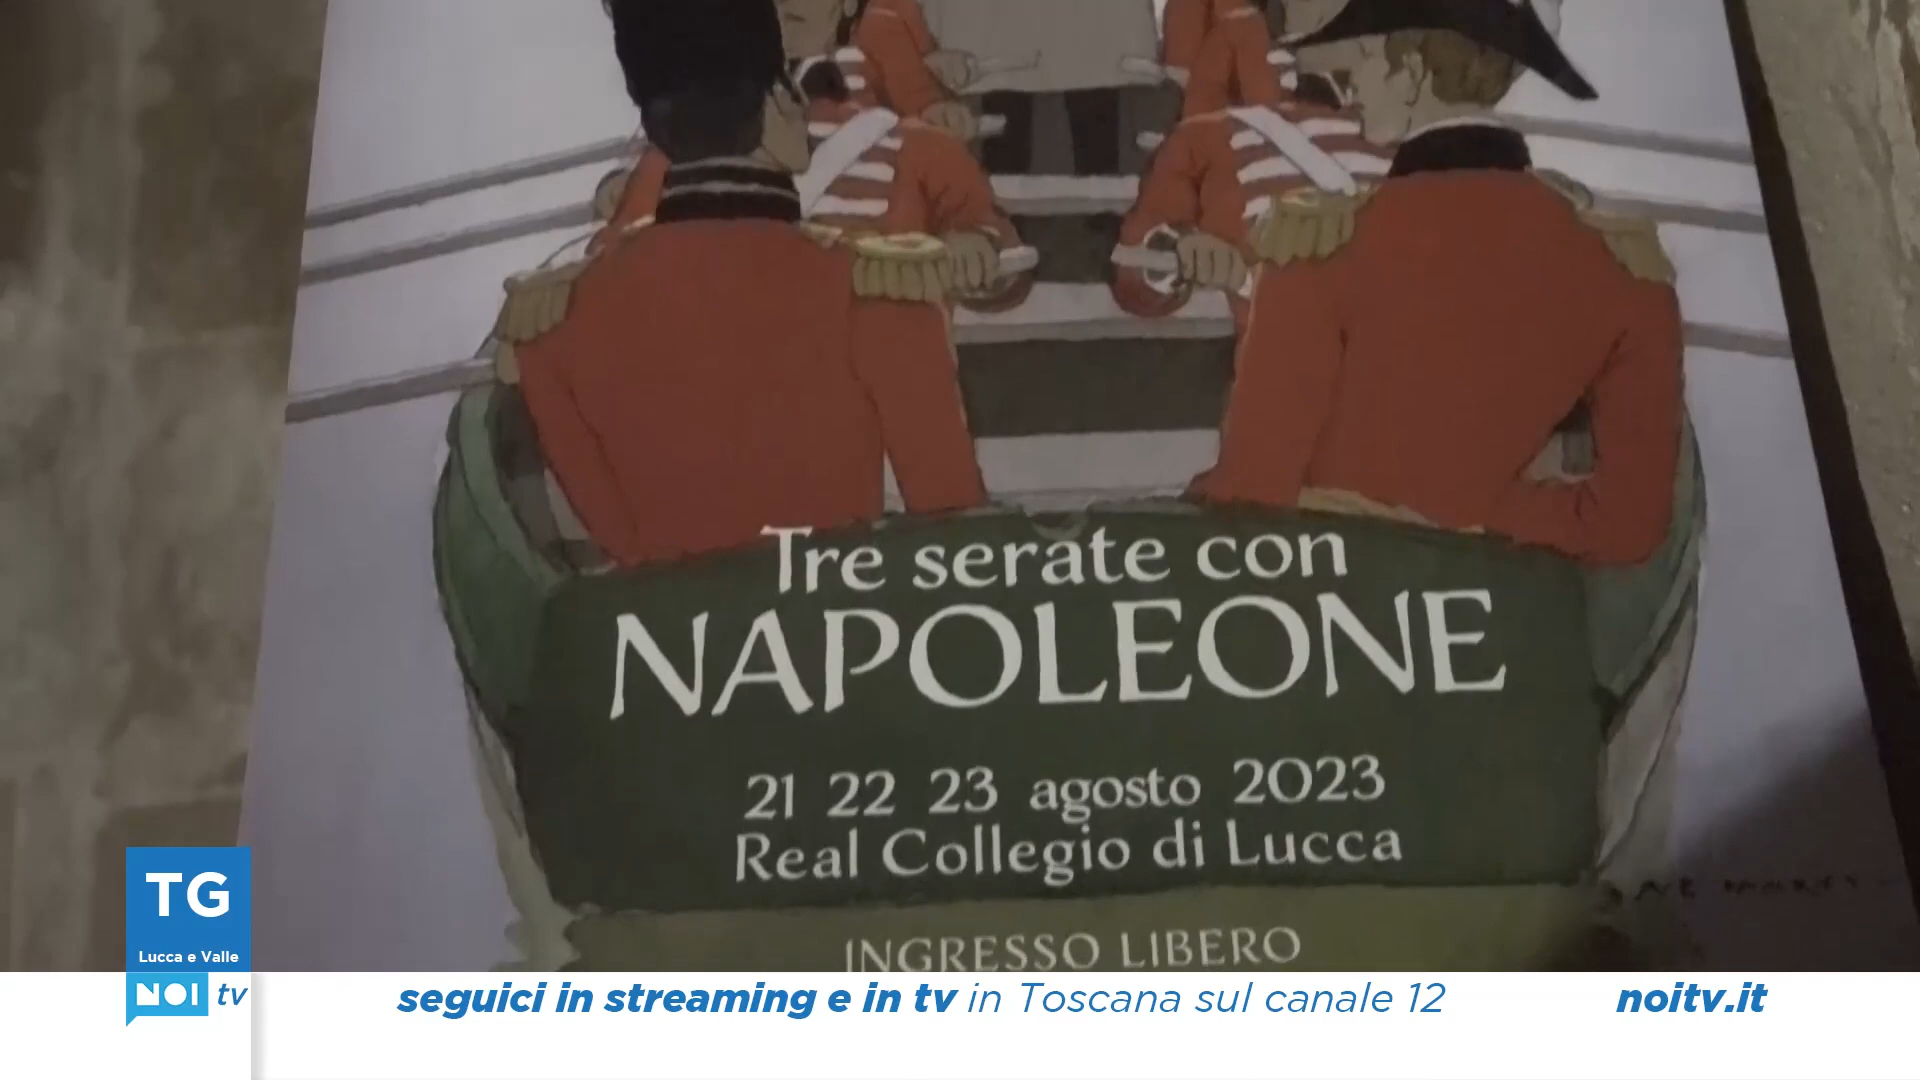 Tre serate con
NAPOLEONE
21 22 23 agosto 2023
Real Collegio di Lucca
INGRESSO LIBERO
TG
Lucca e Valle
NOI tv
seguici in streaming e in tv in Toscana sul canale 12
noitv.it